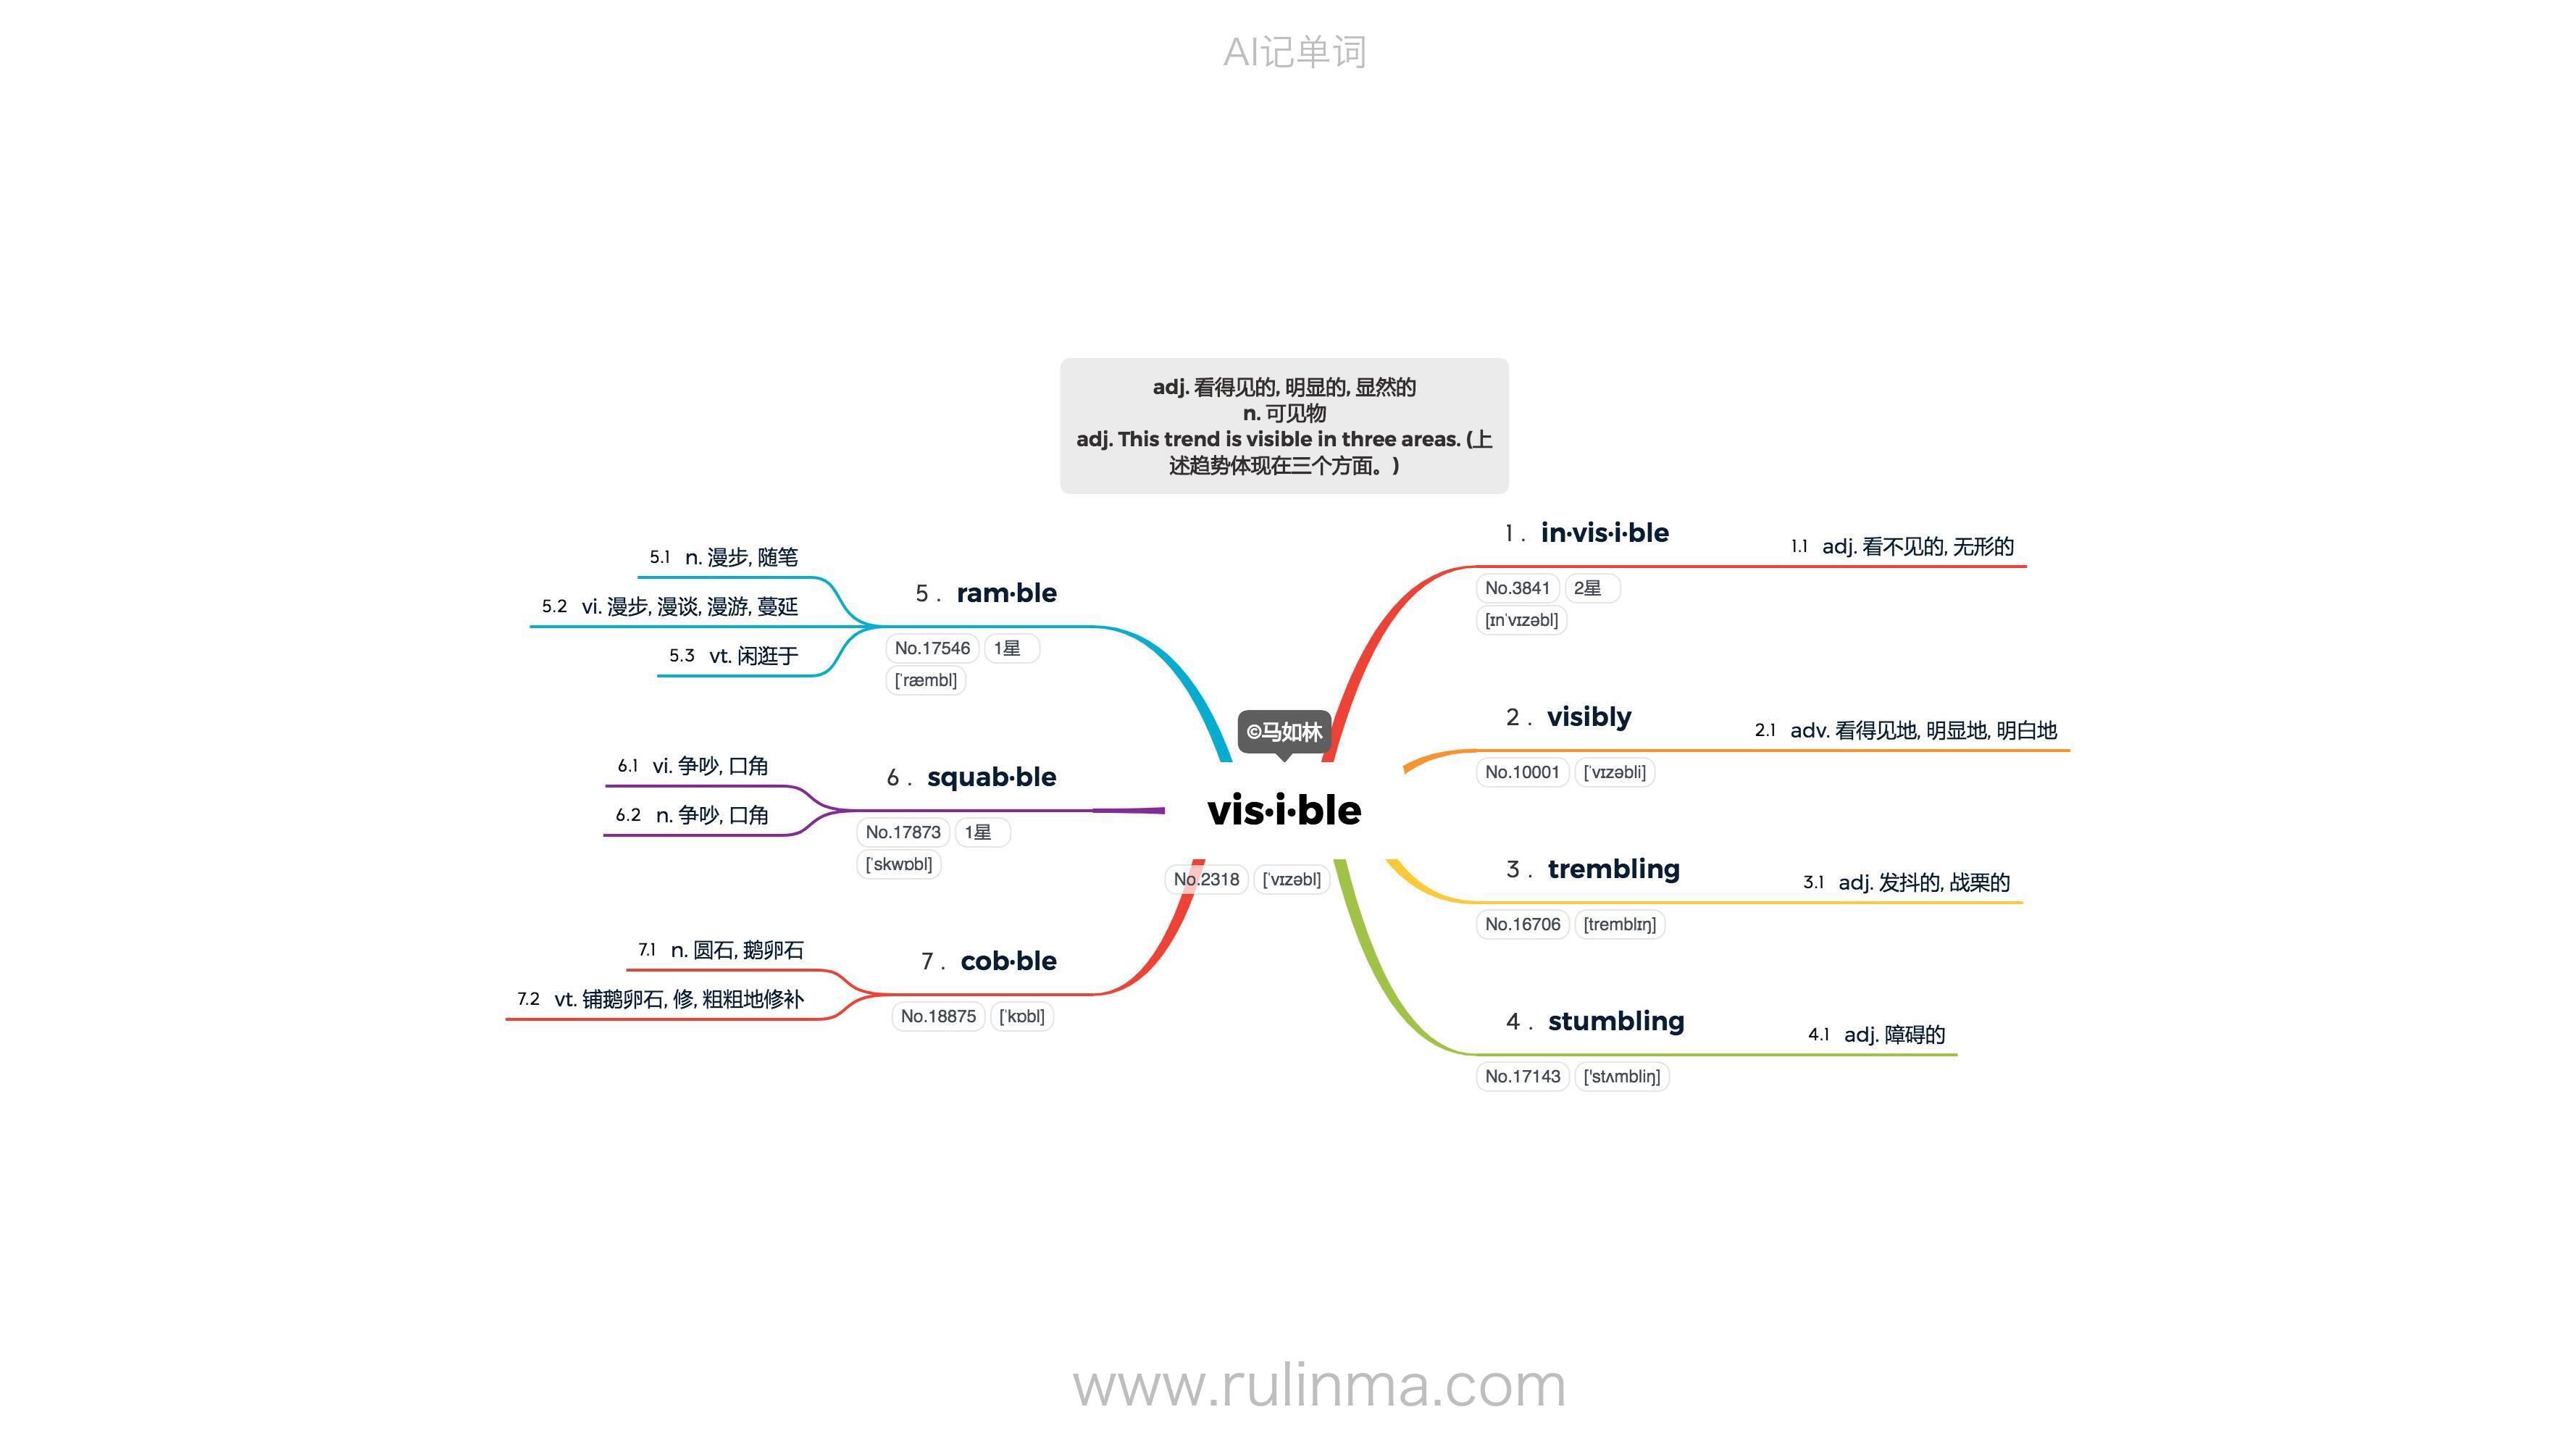 AI记单词
adj. 看得见的, 明显的, 显然的
n. 可见物
adj. This trend is visible in three areas. (上
述趋势体现在三个方面。)
©马如林
vis·i·ble
No.2318 [ˈvɪzəbl]
1. in·vis·i·ble
No.3841 2星
[ɪnˈvɪzəbl]
1.1 adj. 看不见的, 无形的
2. visibly
No.10001 [ˈvɪzəbli]
2.1 adv. 看得见地, 明显地, 明白地
3. trembling
No.16706 [tremblɪŋ]
3.1 adj. 发抖的, 战栗的
4. stumbling
No.17143 ['stʌmbliŋ]
4.1 adj. 障碍的
5. ram·ble
No.17546 1星
[ˈræmbl]
5.1 n. 漫步, 随笔
5.2 vi. 漫步, 漫谈, 漫游, 蔓延
5.3 vt. 闲逛于
6. squab·ble
No.17873 1星
[ˈskwɒbl]
6.1 vi. 争吵, 口角
6.2 n. 争吵, 口角
7. cob·ble
No.18875 [ˈkɒbl]
7.1 n. 圆石, 鹅卵石
7.2 vt. 铺鹅卵石, 修, 粗粗地修补
www.rulinma.com